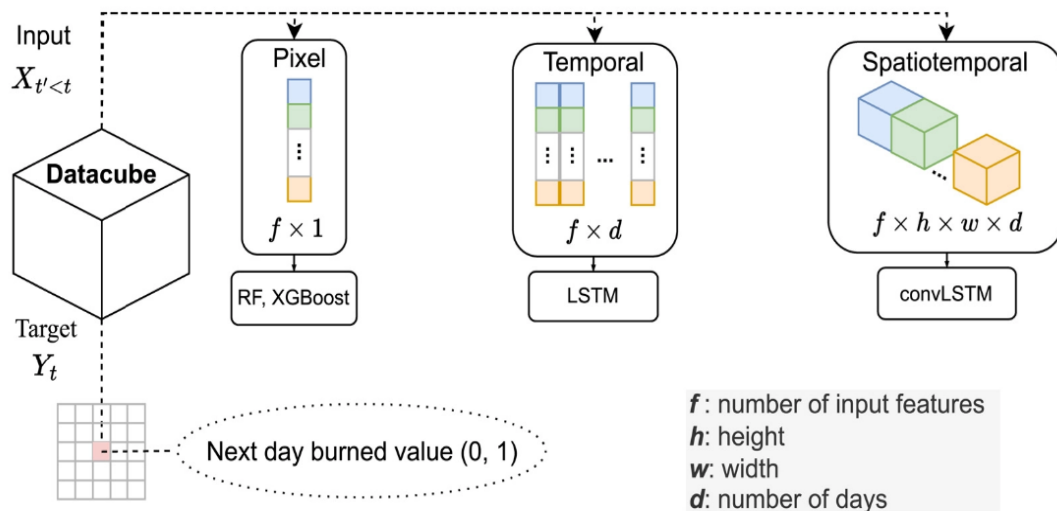 Input
X_{t'<t}
Datacube
Target
Y_t
Next day burned value (0, 1)
Pixel
⋮
f × 1
RF, XGBoost
Temporal
⋮ ⋮ ... ⋮
f × d
LSTM
Spatiotemporal
...
f × h × w × d
convLSTM
f : number of input features
h: height
w: width
d: number of days